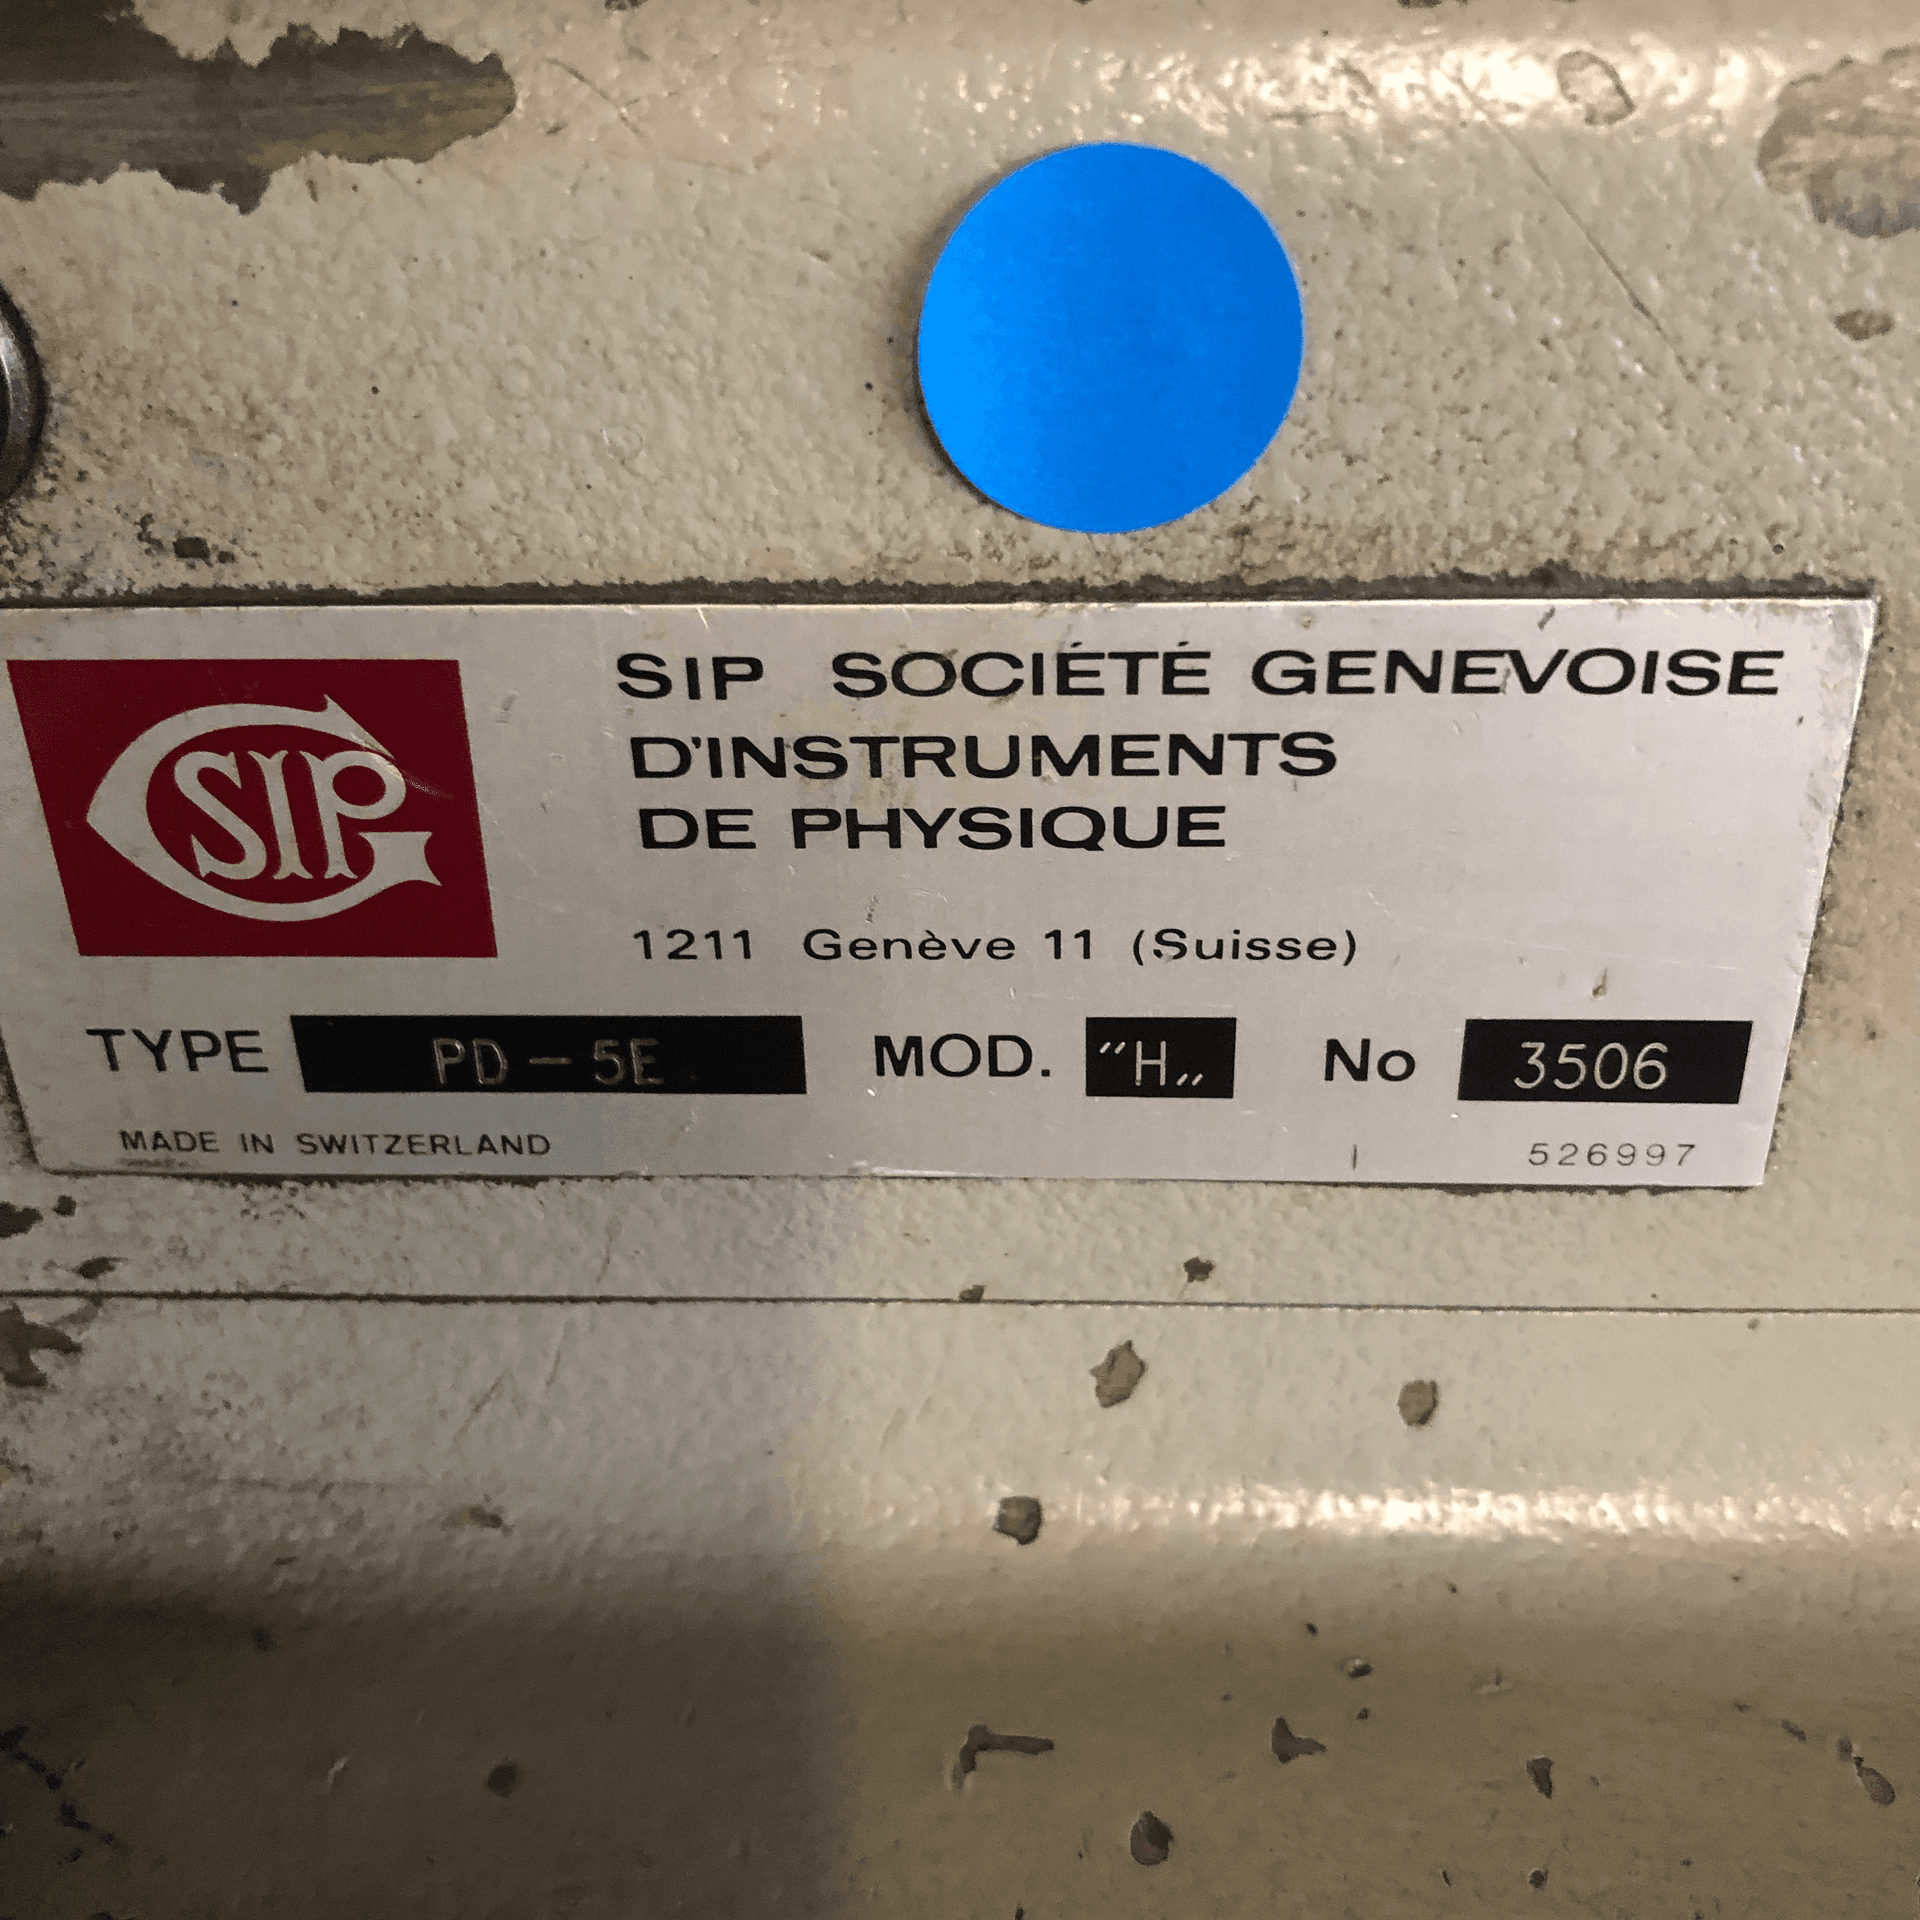 SIP SOCIÉTÉ GENEVOISE
D'INSTRUMENTS
DE PHYSIQUE
SIP
1211 Genève 11 (Suisse)
TYPE PD-5E MOD. "H„ No 3506
MADE IN SWITZERLAND 526997